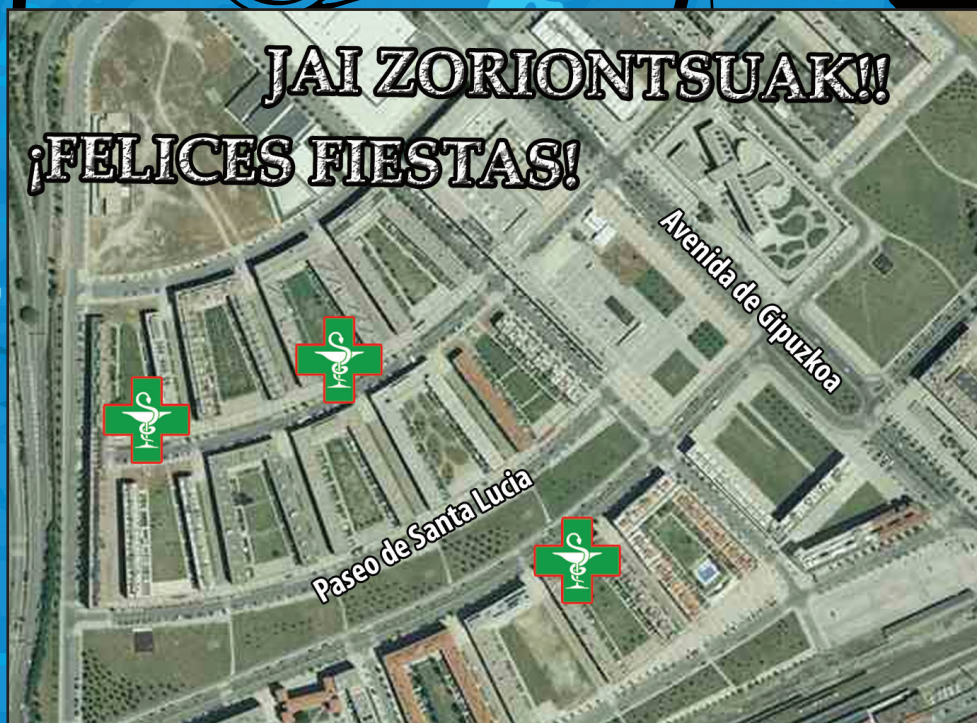 JAI ZORIONTSUAK!!
¡FELICES FIESTAS!
Avenida de Gipuzkoa
Paseo de Santa Lucia